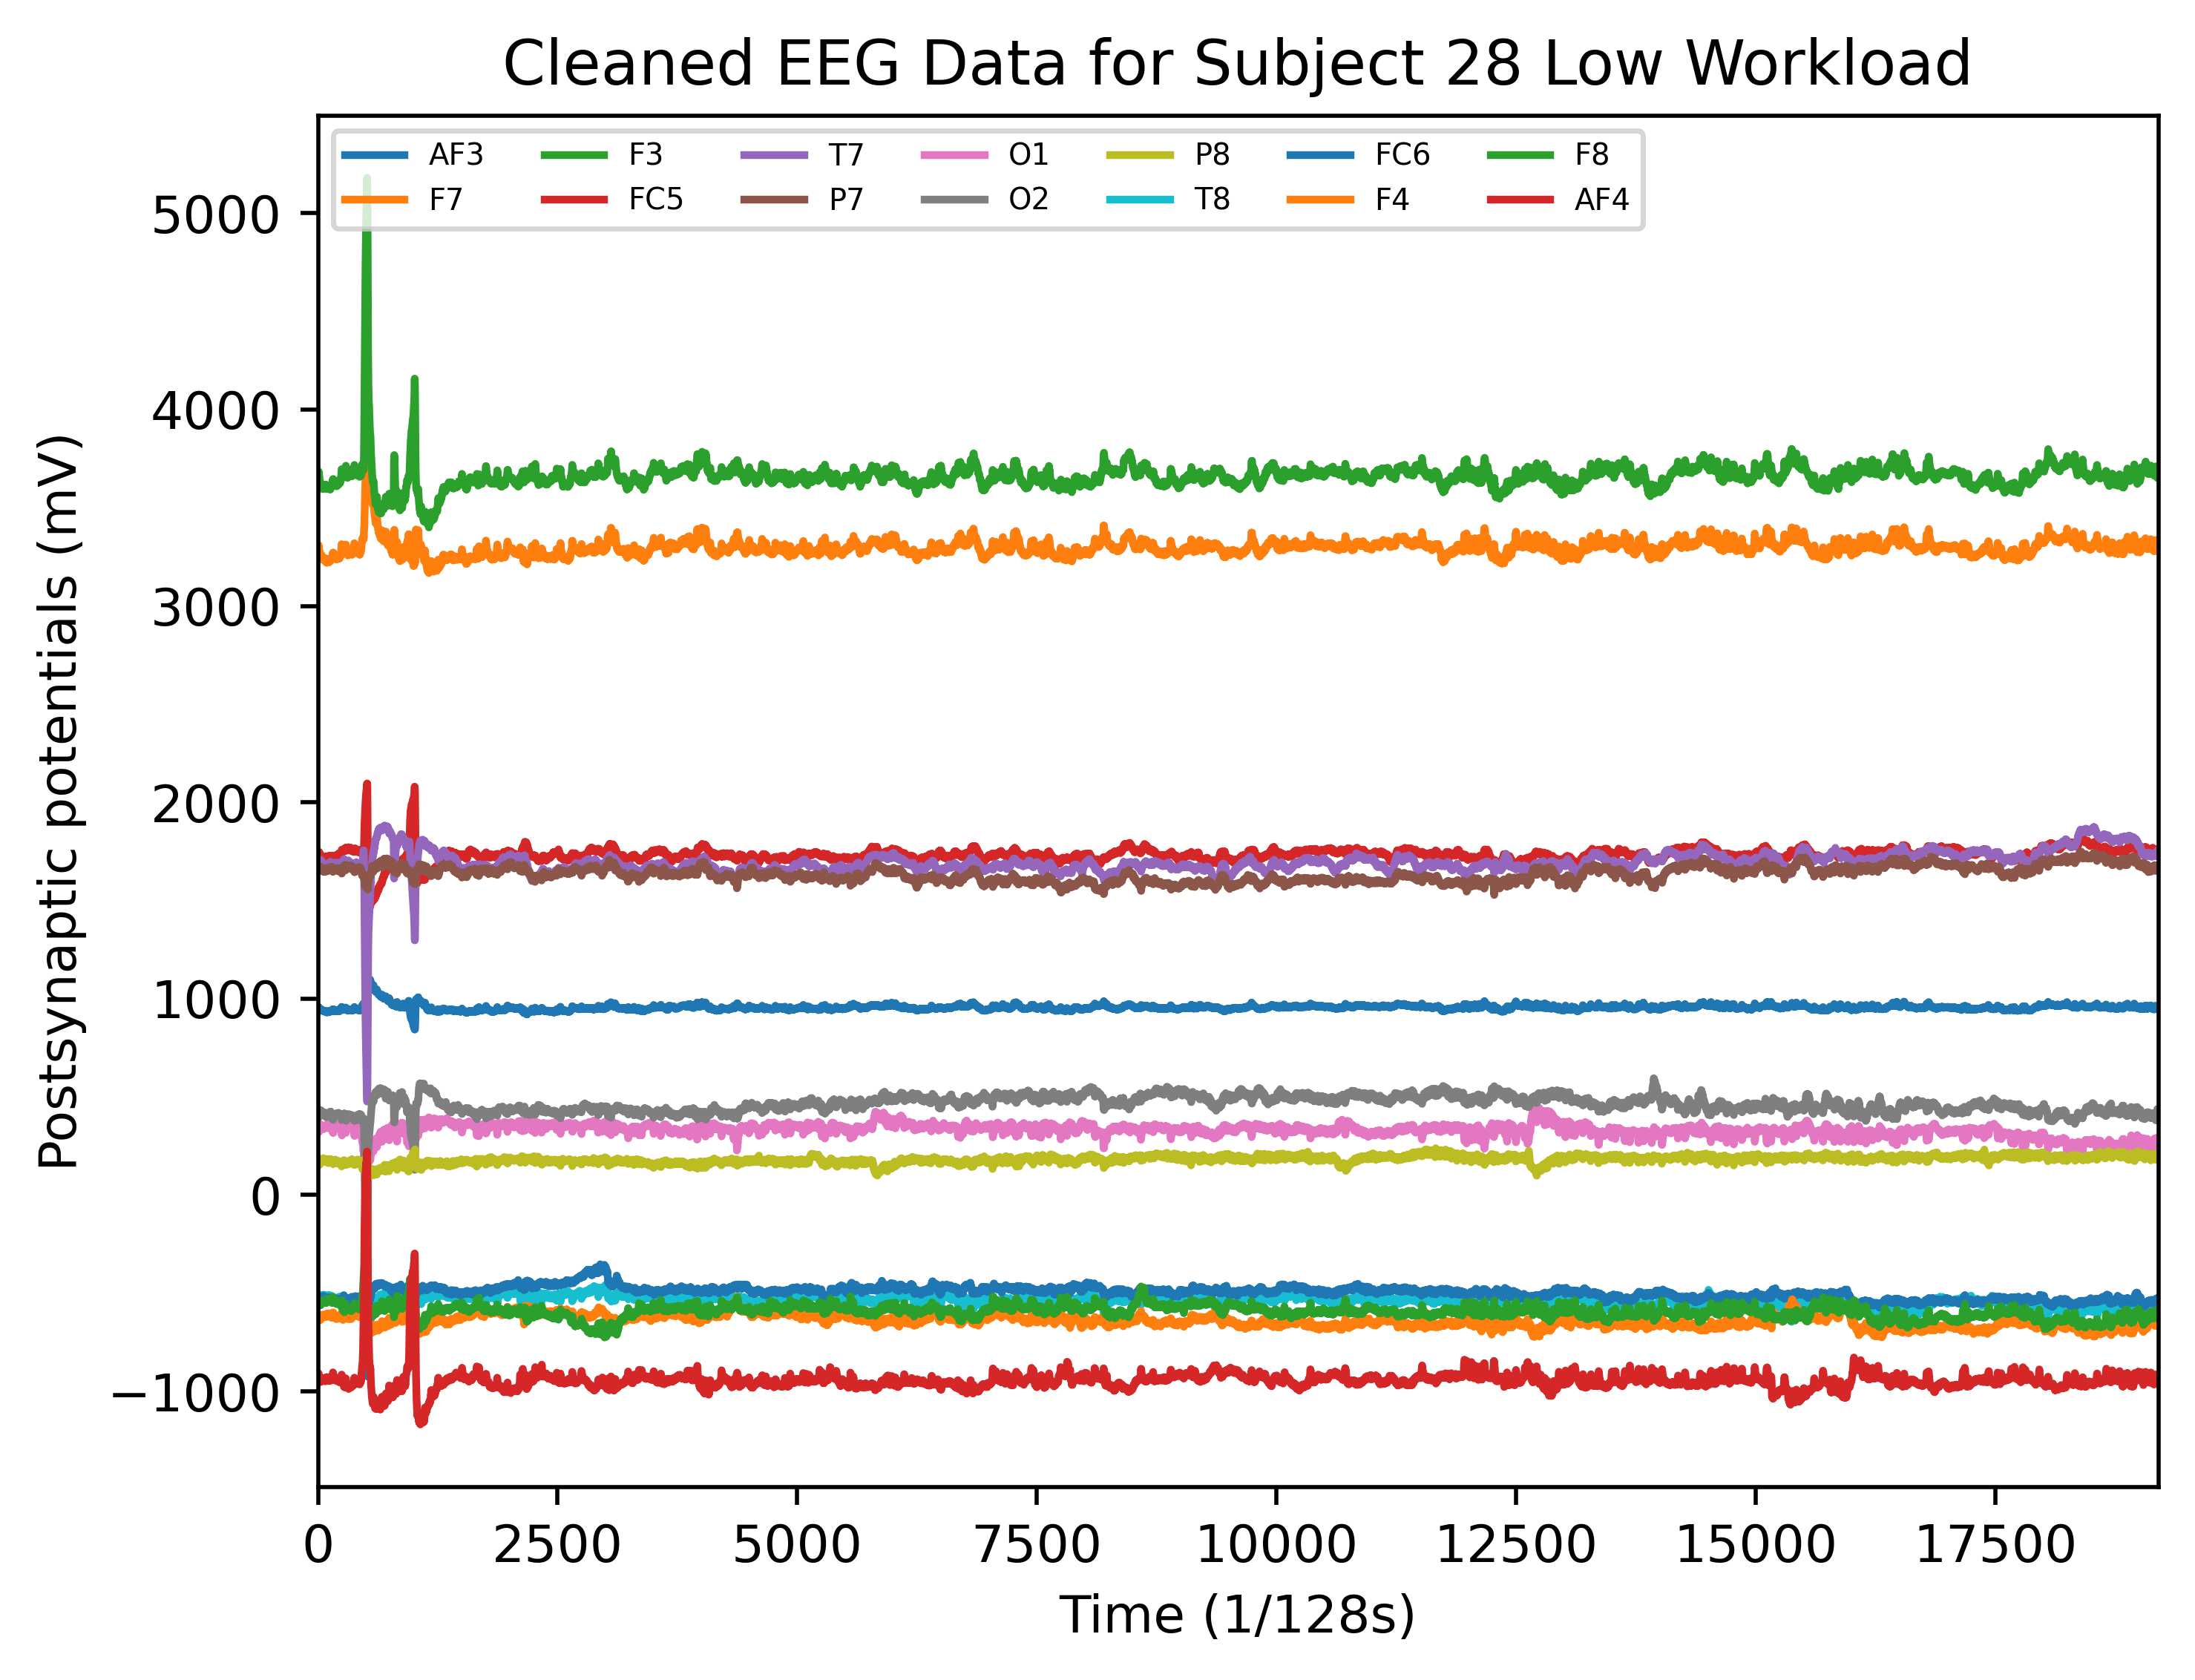 Cleaned EEG Data for Subject 28 Low Workload
AF3 F3 T7 O1 P8 FC6 F8
F7 FC5 P7 O2 T8 F4 AF4
5000
4000
3000
2000
1000
0
−1000
Postsynaptic potentials (mV)
0 2500 5000 7500 10000 12500 15000 17500
Time (1/128s)